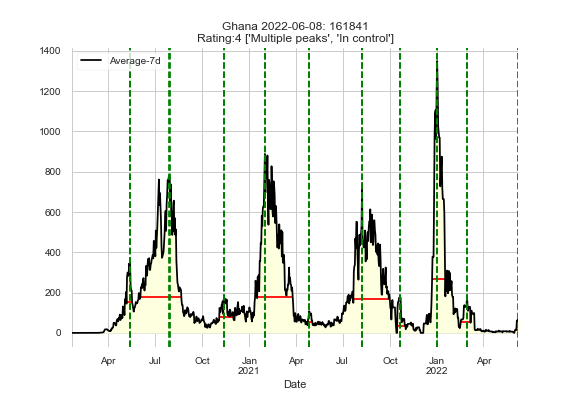 Ghana 2022-06-08: 161841
Rating:4 ['Multiple peaks', 'In control']
1400
1200
1000
800
600
400
200
0
Average-7d
Apr
Jul
Oct
Jan
2021
Apr
Jul
Oct
Jan
2022
Apr
Date